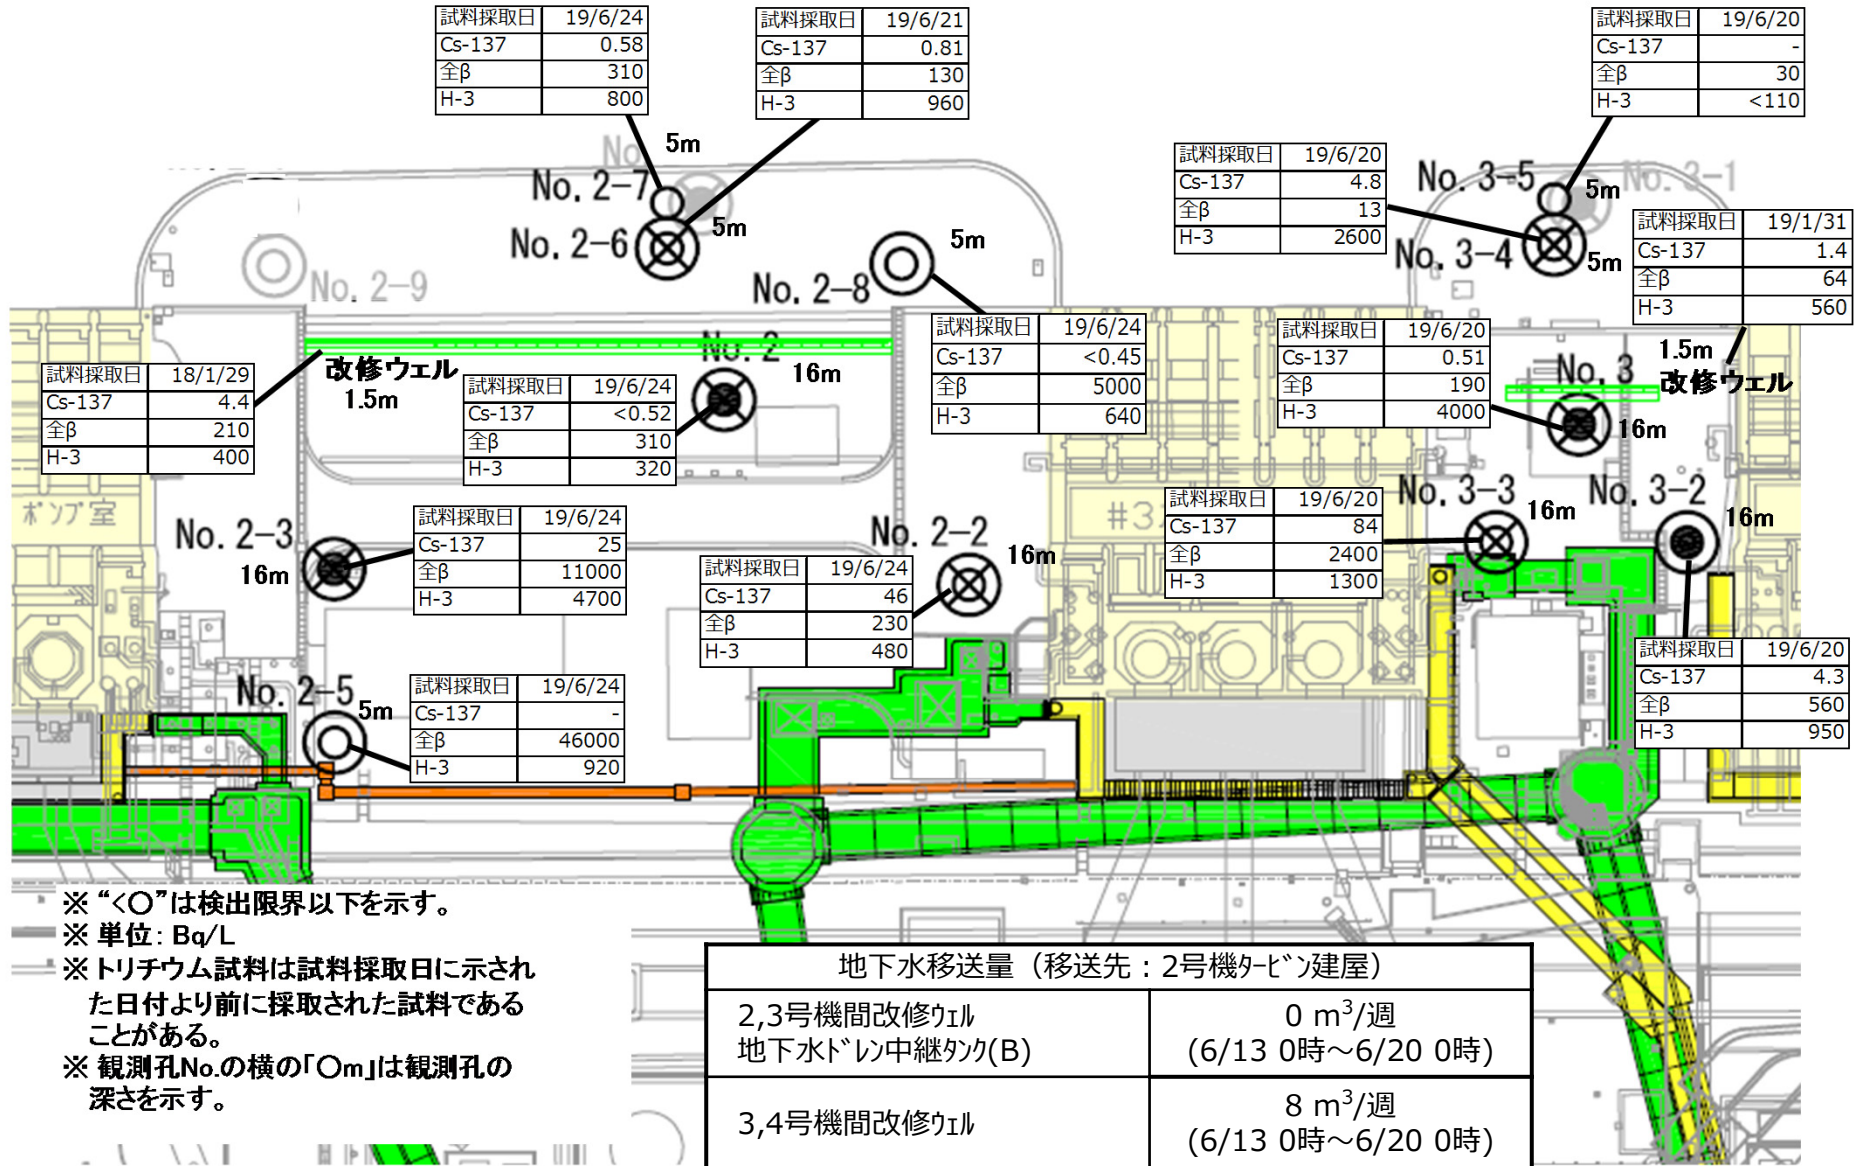 試料採取日 19/6/24
Cs-137 0.58
全β 310
H-3 800
試料採取日 19/6/21
Cs-137 0.81
全β 130
H-3 960
試料採取日 19/6/20
Cs-137 -
全β 30
H-3 <110
No 5m
No. 2-7
No. 2-6 5m
No. 2-8 5m
No. 2-9
試料採取日 19/6/20
Cs-137 4.8
全β 13
H-3 2600
No. 3-5 5m
No. 3-1
No. 3-4 5m
試料採取日 19/1/31
Cs-137 1.4
全β 64
H-3 560
試料採取日 18/1/29
Cs-137 4.4
全β 210
H-3 400
改修ウェル
1.5m
No. 2 16m
試料採取日 19/6/24
Cs-137 <0.52
全β 310
H-3 320
試料採取日 19/6/24
Cs-137 <0.45
全β 5000
H-3 640
試料採取日 19/6/20
Cs-137 0.51
全β 190
H-3 4000
No. 3
16m
1.5m
改修ウェル
ポンプ室
No. 2-3
16m
試料採取日 19/6/24
Cs-137 25
全β 11000
H-3 4700
No. 2-2
16m
試料採取日 19/6/24
Cs-137 46
全β 230
H-3 480
#3
試料採取日 19/6/20
Cs-137 84
全β 2400
H-3 1300
No. 3-3
16m
No. 3-2
16m
試料採取日 19/6/20
Cs-137 4.3
全β 560
H-3 950
No. 2-5
5m
試料採取日 19/6/24
Cs-137 -
全β 46000
H-3 920
※ “<〇”は検出限界以下を示す。
※ 単位: Bq/L
※ トリチウム試料は試料採取日に示され
た日付より前に採取された試料である
ことがある。
※ 観測孔No.の横の「〇m」は観測孔の
深さを示す。
地下水移送量（移送先：2号機ﾀｰﾋﾞﾝ建屋）
2,3号機間改修ｳｪﾙ
地下水ﾄﾞﾚﾝ中継ﾀﾝｸ(B)
0 m³/週
(6/13 0時～6/20 0時)
3,4号機間改修ｳｪﾙ
8 m³/週
(6/13 0時～6/20 0時)